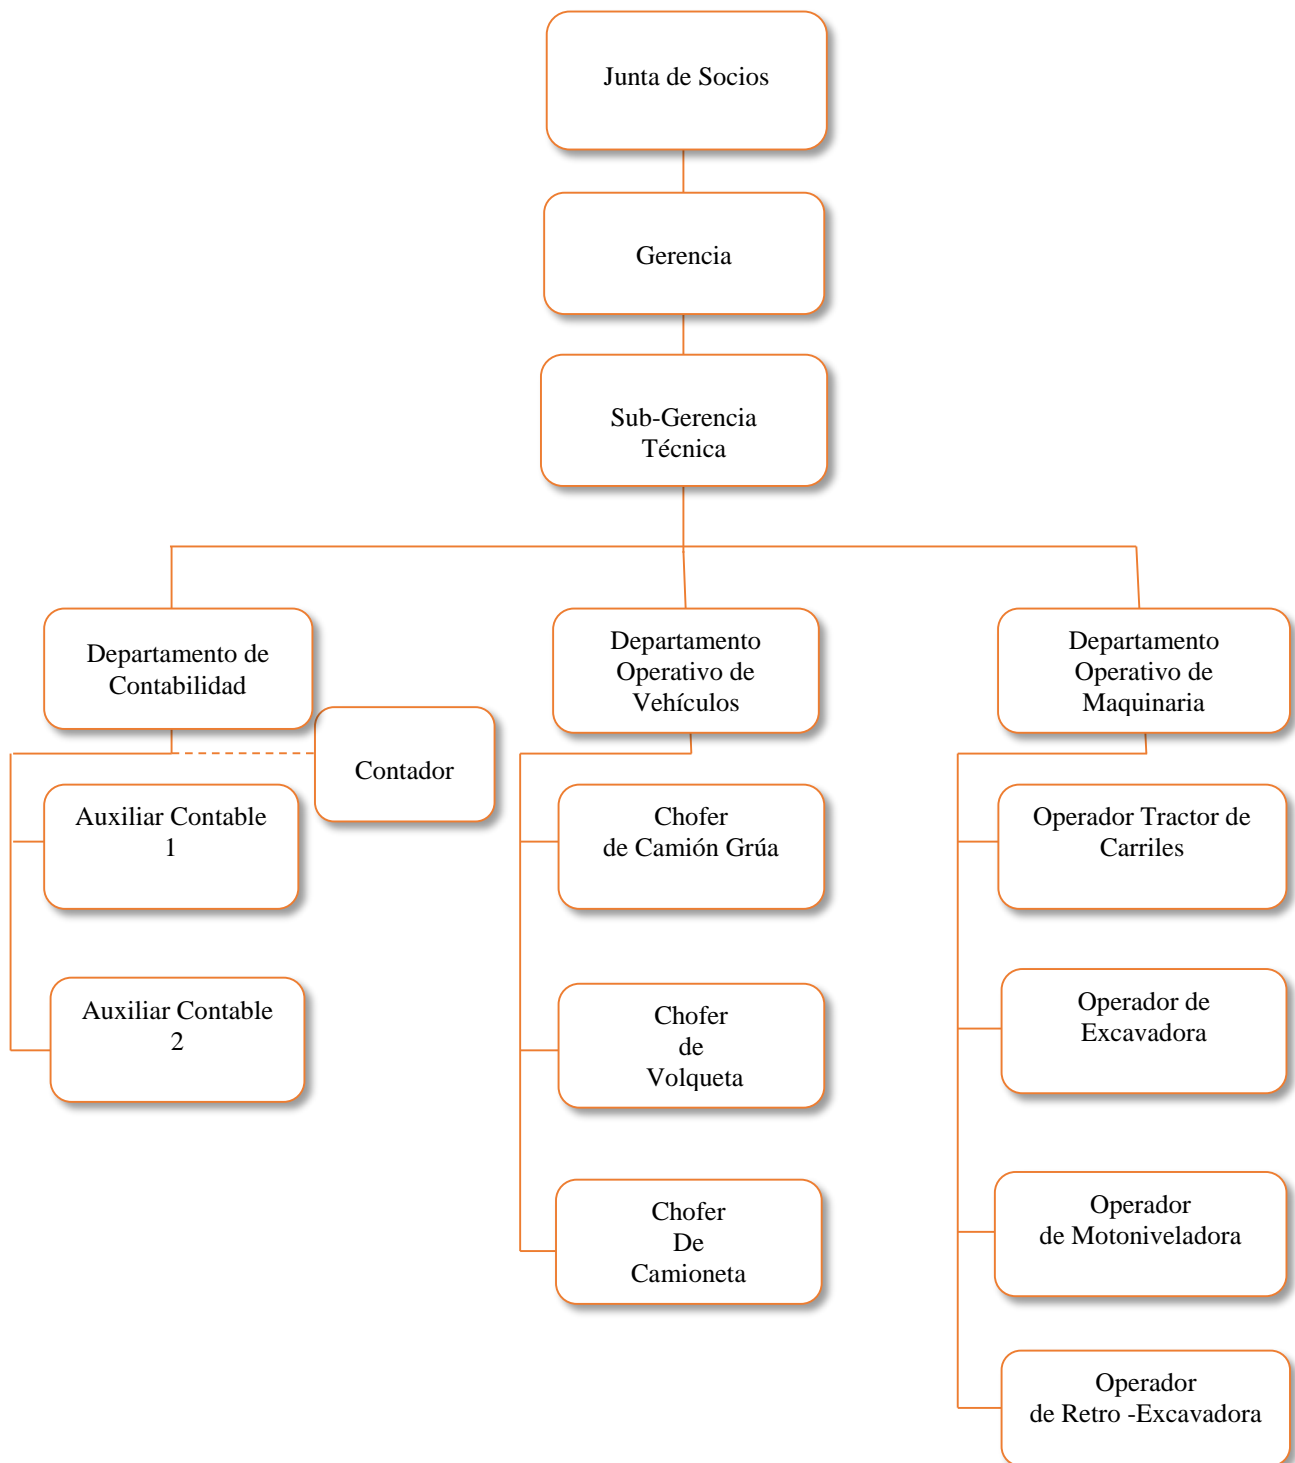 Junta de Socios
Gerencia
Sub-Gerencia
Técnica
Departamento de
Contabilidad
Contador
Auxiliar Contable
1
Auxiliar Contable
2
Departamento
Operativo de
Vehículos
Chofer
de Camión Grúa
Chofer
de
Volqueta
Chofer
De
Camioneta
Departamento
Operativo de
Maquinaria
Operador Tractor de
Carriles
Operador de
Excavadora
Operador
de Motoniveladora
Operador
de Retro -Excavadora